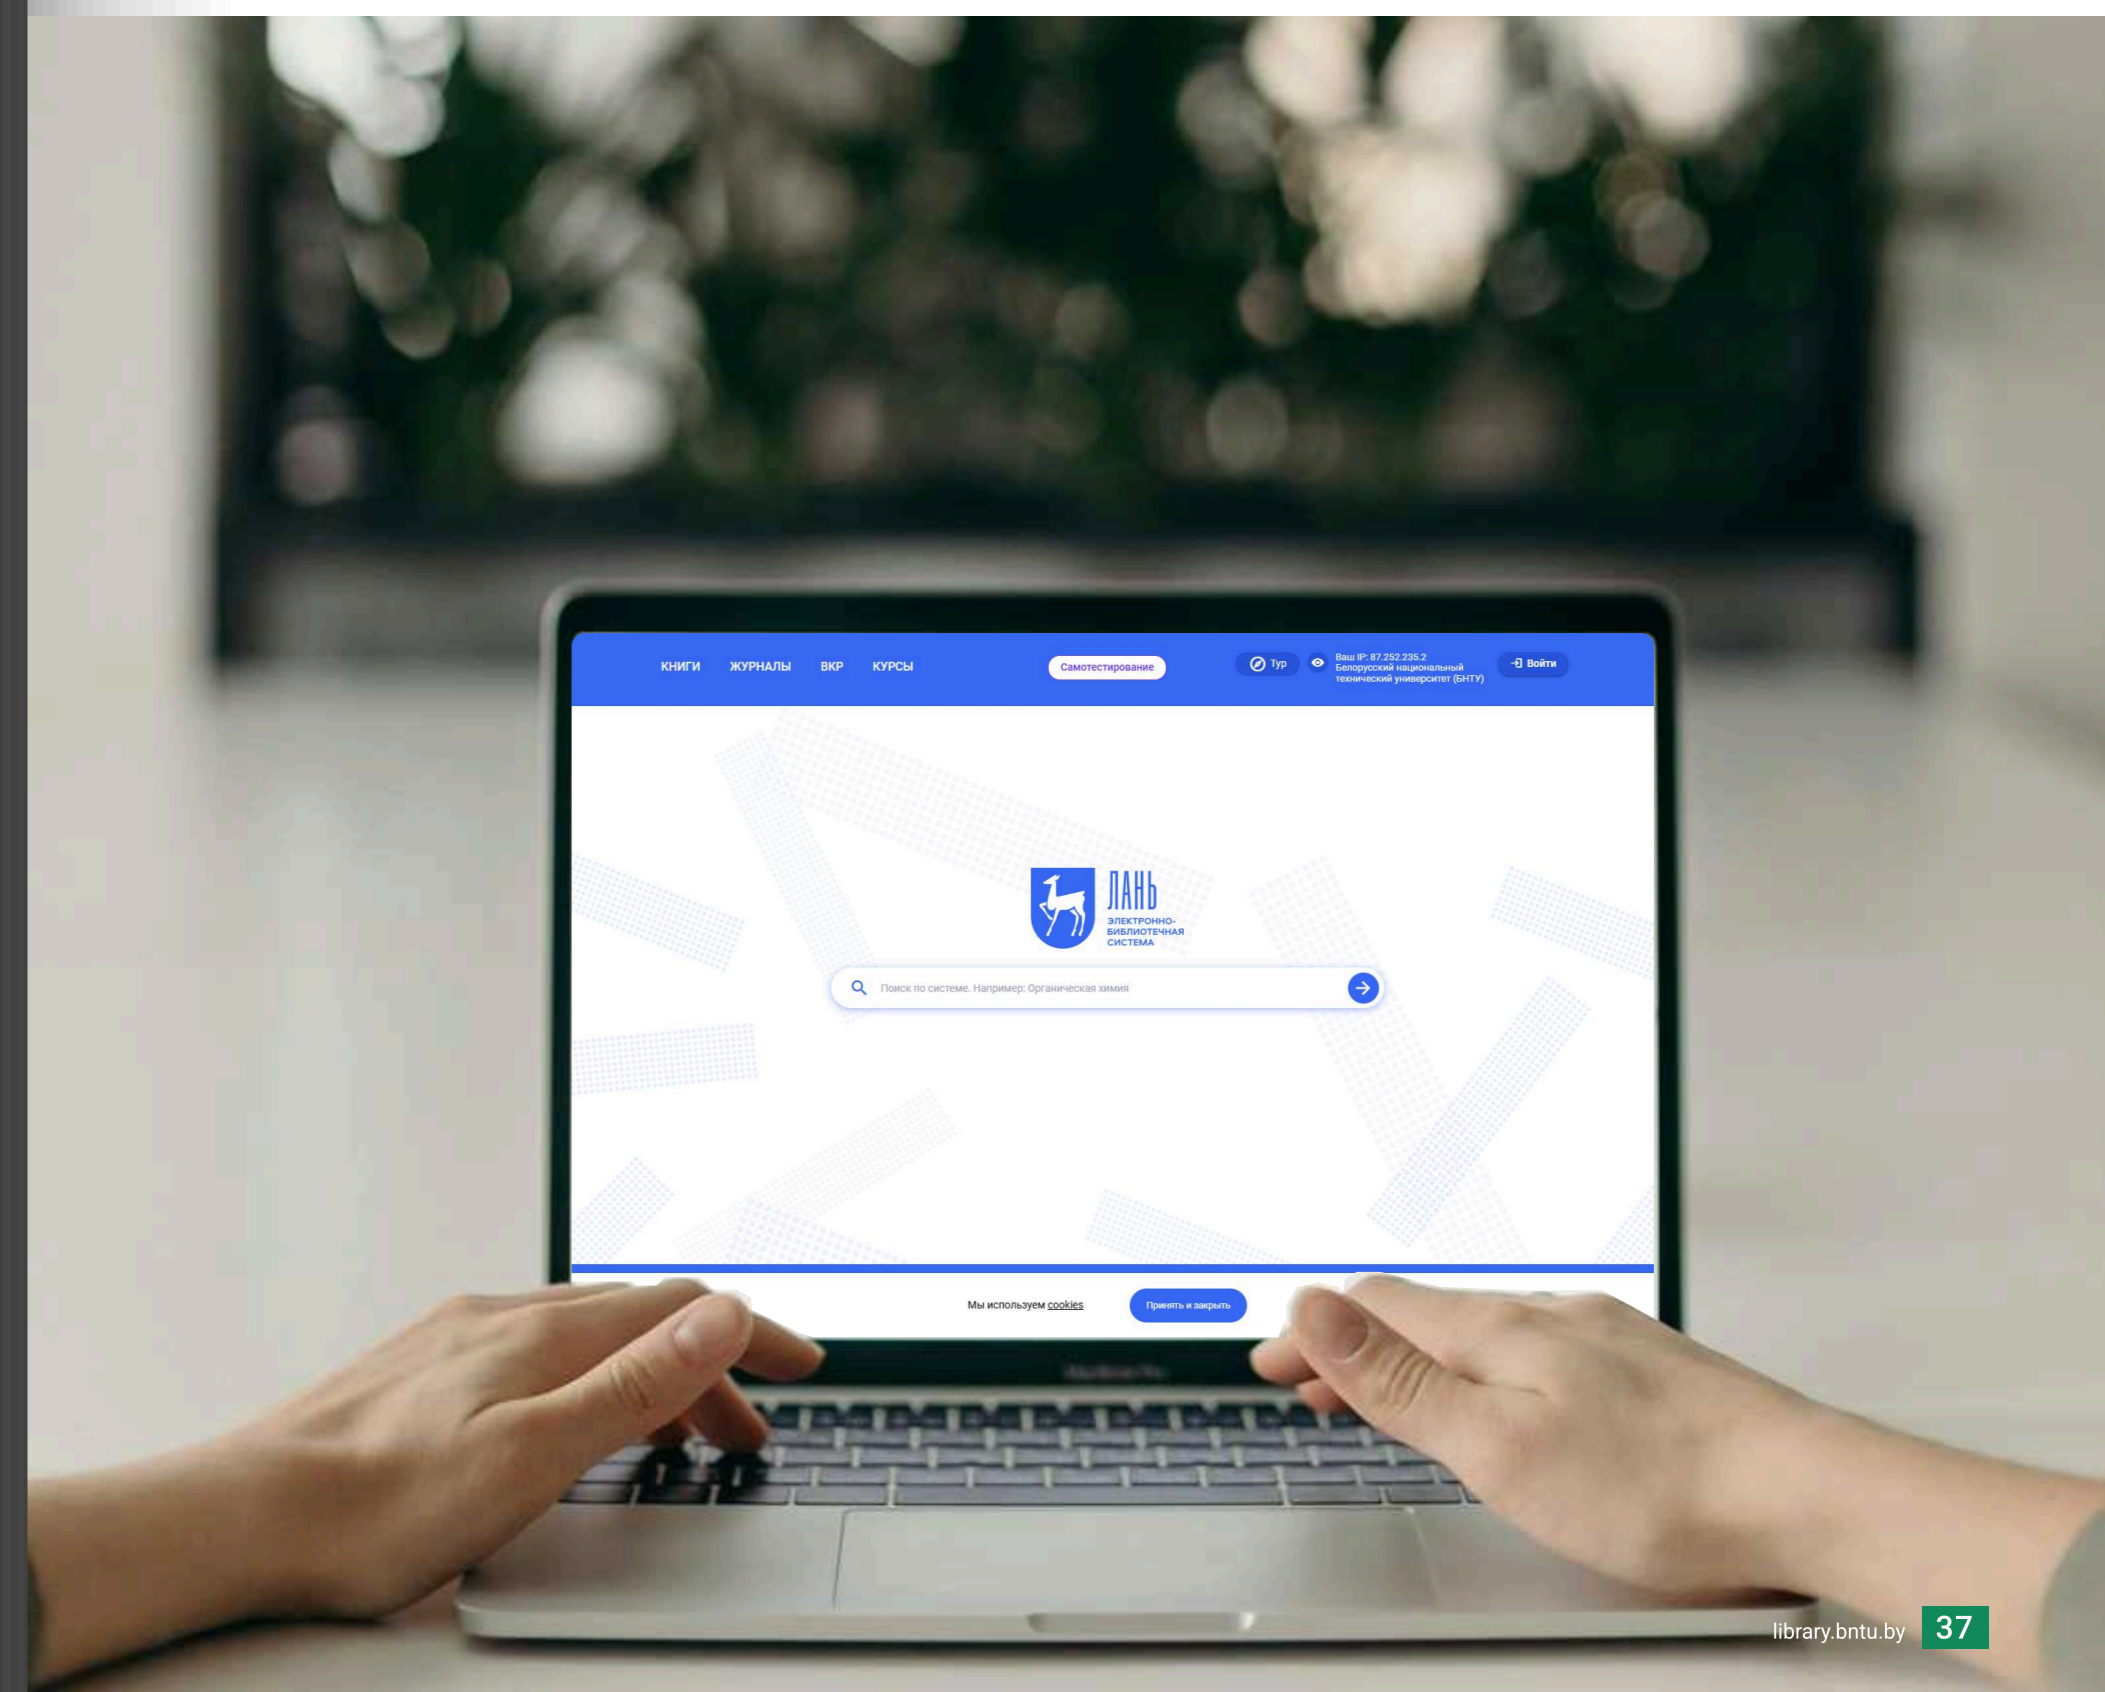 КНИГИ ЖУРНАЛЫ ВКР КУРСЫ Самотестирование Тур Ваш IP: 87.252.235.2
Белорусский национальный
технический университет (БНТУ)
Войти
ЛАНЬ
ЭЛЕКТРОННО-
БИБЛИОТЕЧНАЯ
СИСТЕМА
Поиск по системе. Например: Органическая химия
Мы используем cookies Принять и закрыть
library.bntu.by 37